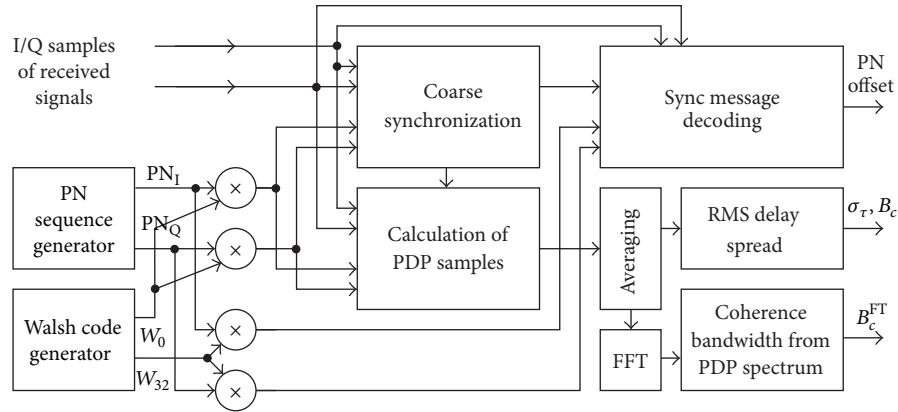 I/Q samples
of received
signals
Coarse
synchronization
Sync message
decoding
PN
offset
PN
sequence
generator
PN_I
PN_Q
×
×
Calculation of
PDP samples
Averaging
RMS delay
spread
σ_τ, B_c
Walsh code
generator
W_0
W_32
×
×
FFT
Coherence
bandwidth from
PDP spectrum
B_c^FT